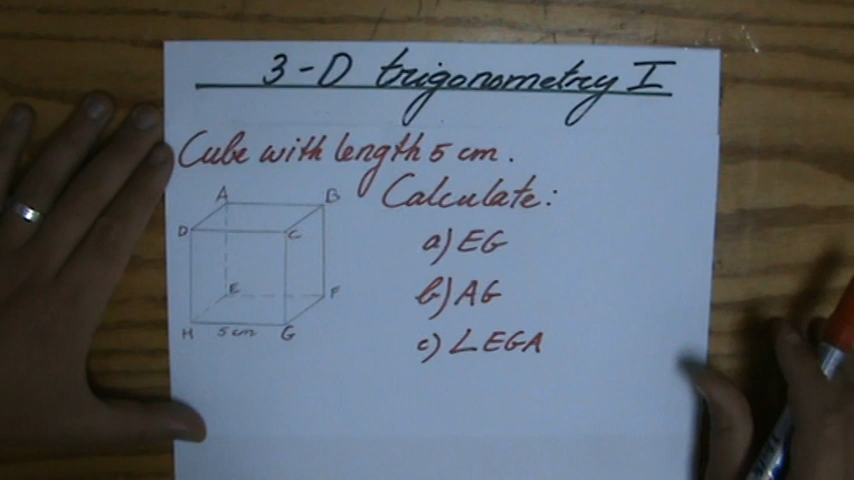 3-D trigonometry I
Cube with length 5 cm.
Calculate:
A B
D C
a) EG
E F
b) AG
H 5 cm G
c) ∠EGA